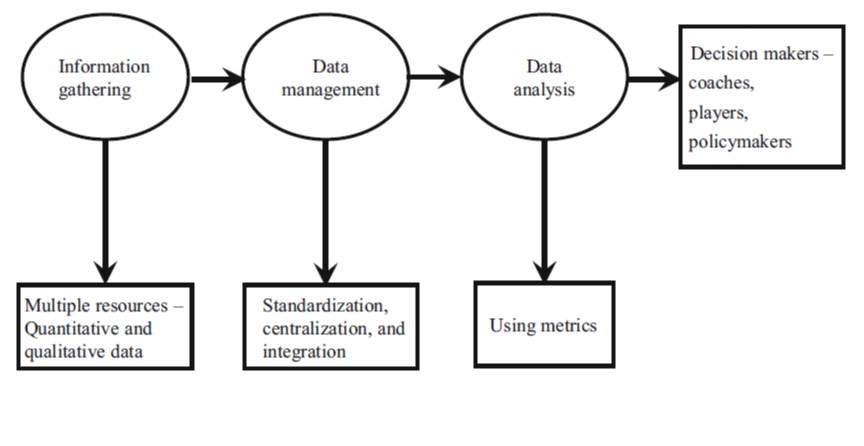 Information
gathering
Data
management
Data
analysis
Decision makers –
coaches,
players,
policymakers
Multiple resources –
Quantitative and
qualitative data
Standardization,
centralization, and
integration
Using metrics